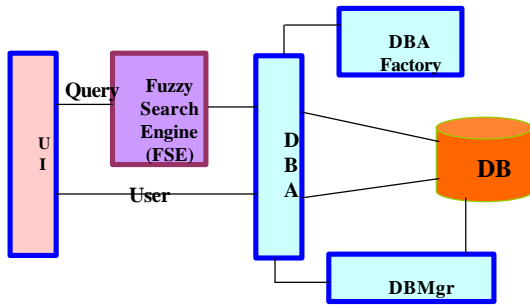 DBA
Factory
Query
Fuzzy
Search
Engine
(FSE)
U
I
D
B
A
DB
User
DBMgr